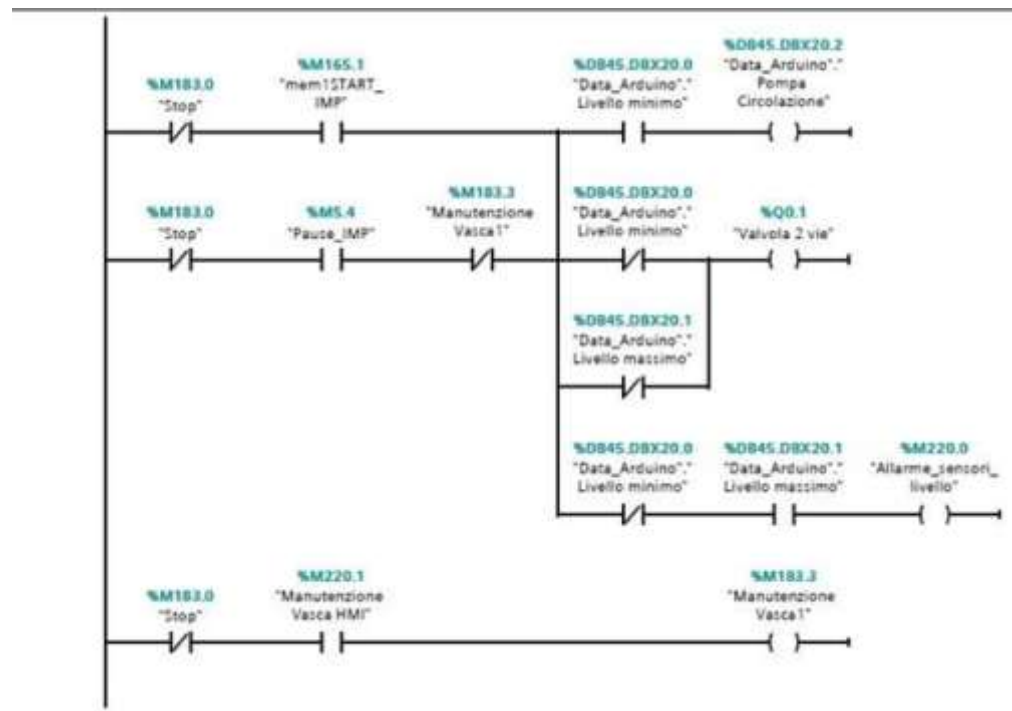 %M183.0
"Stop"
%M165.1
"mem1START_
IMP"
%DB45.DBX20.0
"Data_Arduino"."
Livello minimo"
%DB45.DBX20.2
"Data_Arduino"."
Pompa
Circolazione"
%M183.0
"Stop"
%M5.4
"Pause_IMP"
%M183.3
"Manutenzione
Vasca1"
%DB45.DBX20.0
"Data_Arduino"."
Livello minimo"
%Q0.1
"Valvola 2 vie"
%DB45.DBX20.1
"Data_Arduino"."
Livello massimo"
%DB45.DBX20.0
"Data_Arduino"."
Livello minimo"
%DB45.DBX20.1
"Data_Arduino"."
Livello massimo"
%M220.0
"Allarme_sensori_
livello"
%M183.0
"Stop"
%M220.1
"Manutenzione
Vasca HMI"
%M183.3
"Manutenzione
Vasca1"